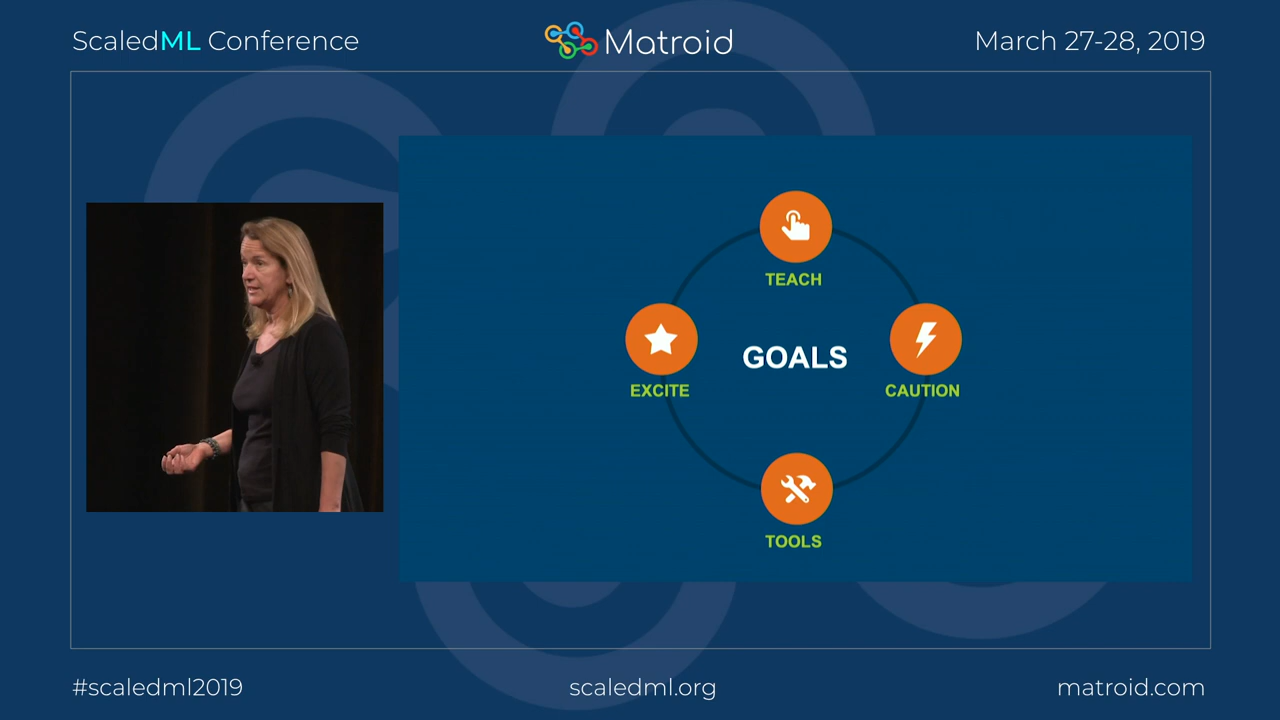 ScaledML Conference
Matroid
March 27-28, 2019
TEACH
GOALS
EXCITE
CAUTION
TOOLS
#scaledml2019
scaledml.org
matroid.com